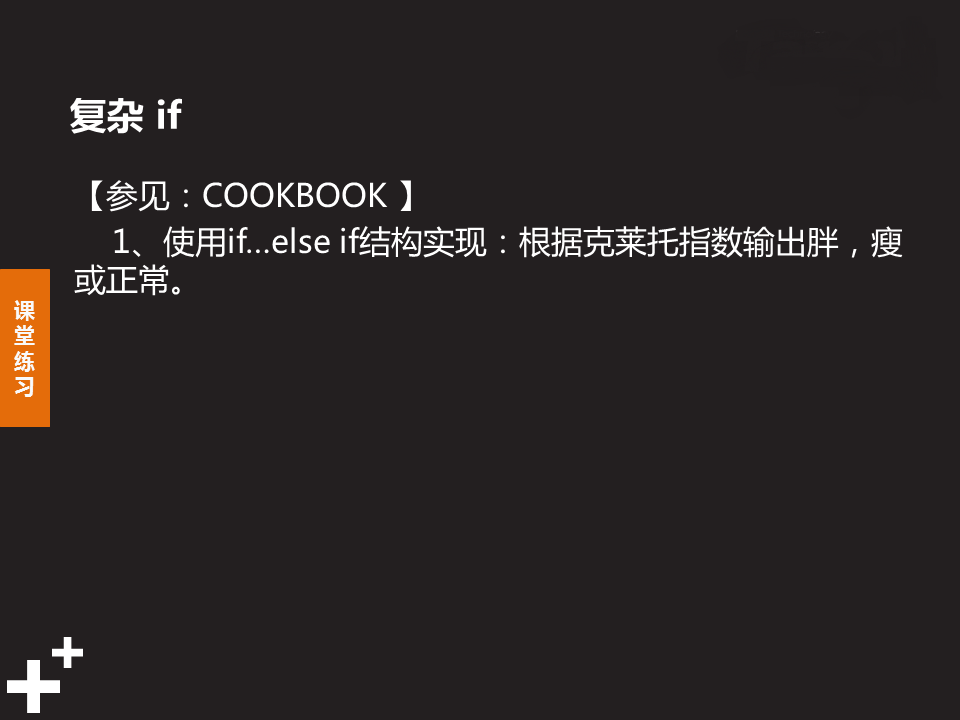 复杂 if
【参见：COOKBOOK 】
1、使用if...else if结构实现：根据克莱托指数输出胖，瘦
或正常。
课
堂
练
习